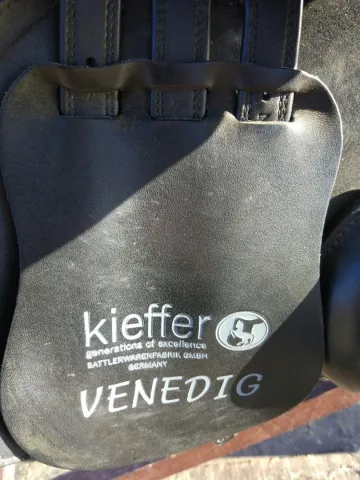 kieffer
generations of excellence
SATTLERWARENFABRIK GMBH
GERMANY
VENEDIG